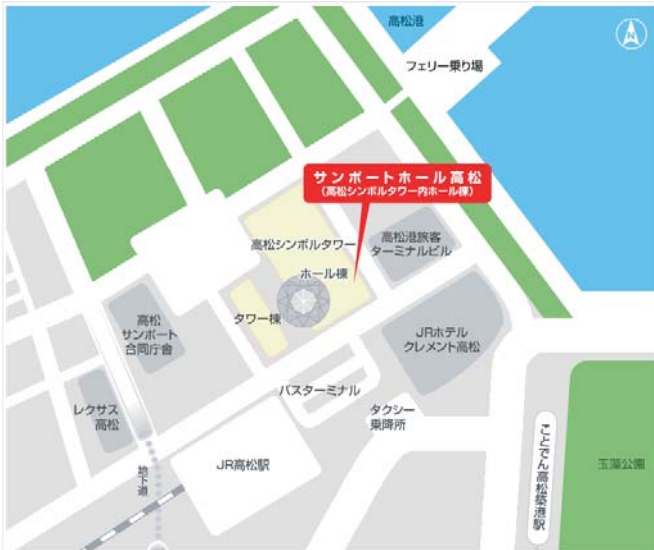 高松港
N
フェリー乗り場
サンポートホール高松
(高松シンボルタワー内ホール棟)
高松シンボルタワー
高松港旅客
ターミナルビル
ホール棟
タワー棟
高松
サンポート
合同庁舎
JRホテル
クレメント高松
レクサス
高松
バスターミナル
タクシー
乗降所
JR高松駅
地下道
ことでん高松築港駅
玉藻公園